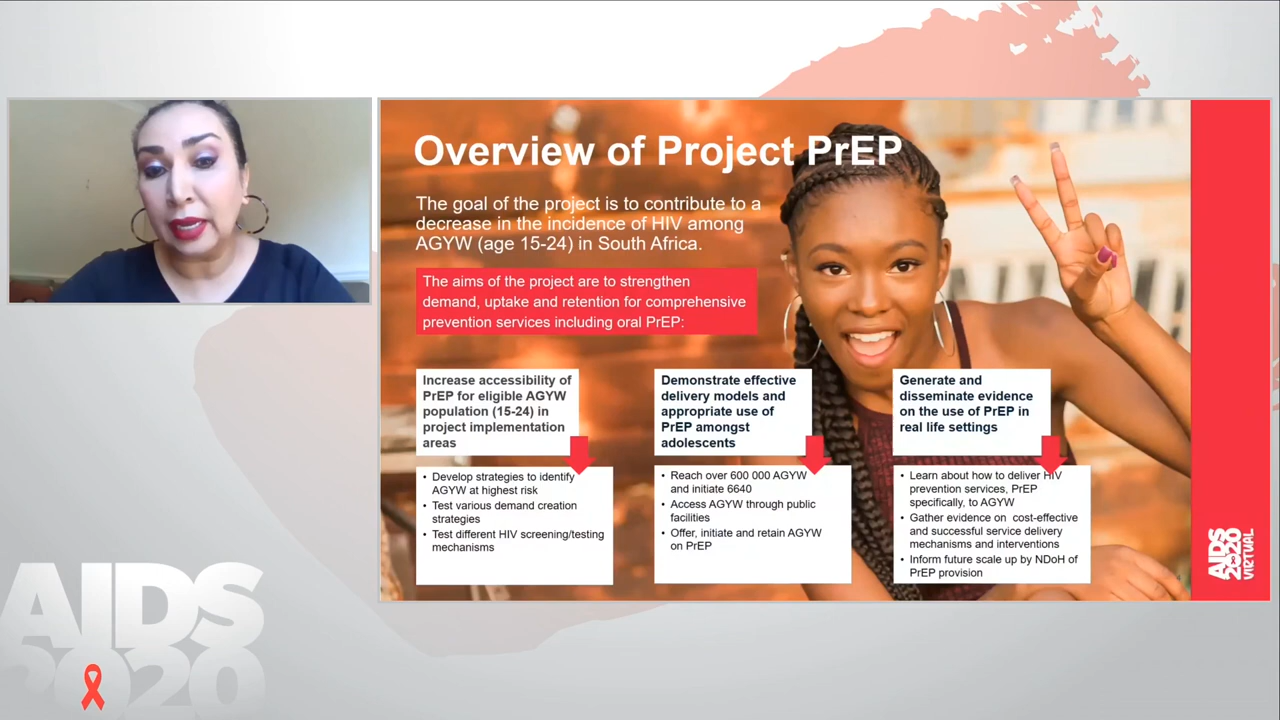 Overview of Project PrEP
The goal of the project is to contribute to a
decrease in the incidence of HIV among
AGYW (age 15-24) in South Africa.
The aims of the project are to strengthen
demand, uptake and retention for comprehensive
prevention services including oral PrEP:
Increase accessibility of
PrEP for eligible AGYW
population (15-24) in
project implementation
areas
• Develop strategies to identify
AGYW at highest risk
• Test various demand creation
strategies
• Test different HIV screening/testing
mechanisms
Demonstrate effective
delivery models and
appropriate use of
PrEP amongst
adolescents
• Reach over 600 000 AGYW
and initiate 6640
• Access AGYW through public
facilities
• Offer, initiate and retain AGYW
on PrEP
Generate and
disseminate evidence
on the use of PrEP in
real life settings
• Learn about how to deliver HIV
prevention services, PrEP
specifically, to AGYW
• Gather evidence on cost-effective
and successful service delivery
mechanisms and interventions
• Inform future scale up by NDoH of
PrEP provision
AIDS
2020
VIRTUAL
AIDS
2020